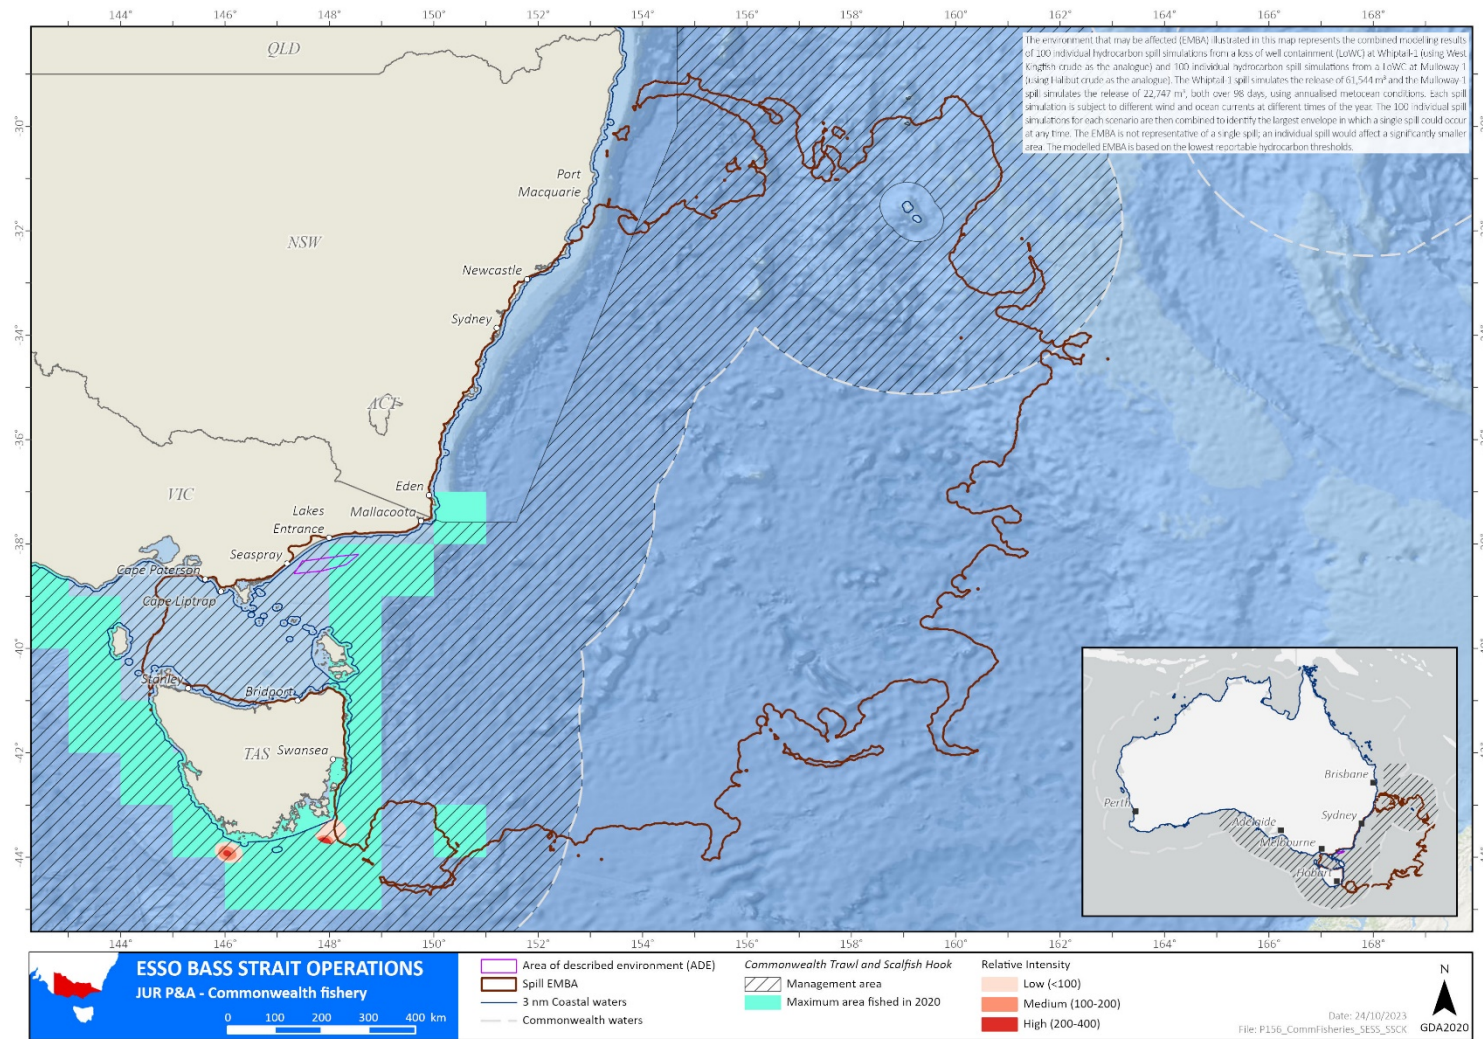 144° 146° 148° 150° 152° 154° 156° 158° 160° 162° 164° 166° 168°
The environment that may be affected (EMBA) illustrated in this map represents the combined modelling results
of 100 individual hydrocarbon spill simulations from a loss of well containment (LoWC) at Whiptail-1 (using West
Kingfish crude as the analogue) and 100 individual hydrocarbon spill simulations from a LoWC at Mulloway-1
(using Halibut crude as the analogue). The Whiptail-1 spill simulates the release of 61,544 m³ and the Mulloway-1
spill simulates the release of 22,747 m³, both over 98 days, using annualised metocean conditions. Each spill
simulation is subject to different wind and ocean currents at different times of the year. The 100 individual spill
simulations for each scenario are then combined to identify the largest envelope in which a single spill could occur
at any time. The EMBA is not representative of a single spill; an individual spill would affect a significantly smaller
area. The modelled EMBA is based on the lowest reportable hydrocarbon thresholds.
QLD
30°
Port
Macquarie
32°
32°
NSW
Newcastle
Sydney
34°
34°
ACT
36°
36°
Eden
VIC
Lakes
Entrance
Mallacoota
38°
38°
Seaspray
Cape Paterson
Cape Liptrap
40°
40°
Stanley
Bridport
42°
42°
TAS
Swansea
44°
44°
Brisbane
Perth
Sydney
Adelaide
Melbourne
Hobart
144° 146° 148° 150° 152° 154° 156° 158° 160° 162° 164° 166° 168°
ESSO BASS STRAIT OPERATIONS
JUR P&A - Commonwealth fishery
0 100 200 300 400 km
Area of described environment (ADE)
Spill EMBA
3 nm Coastal waters
Commonwealth waters
Commonwealth Trawl and Scalfish Hook
Management area
Maximum area fished in 2020
Relative Intensity
Low (<100)
Medium (100-200)
High (200-400)
N
Date: 24/10/2023
File: P156_CommFisheries_SESS_SSCK
GDA2020